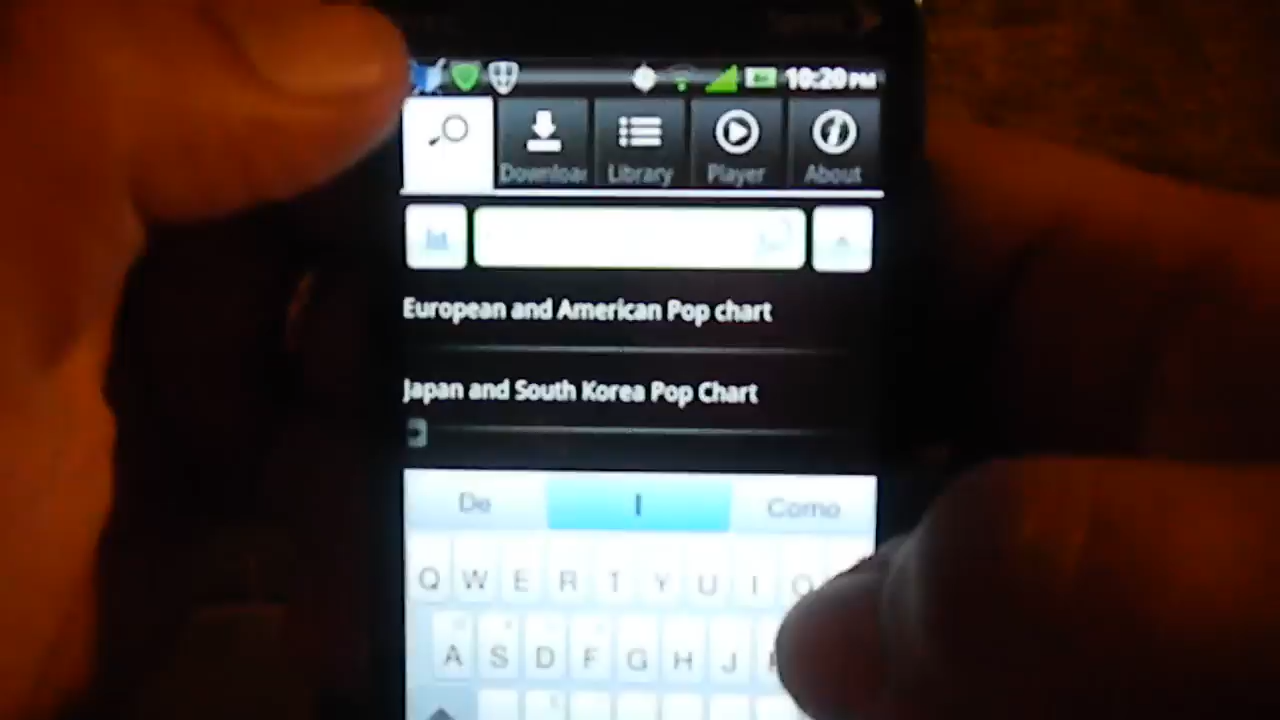 10:20 PM
Downloa
Library
Player
About
European and American Pop chart
Japan and South Korea Pop Chart
De
I
Como
Q W E R T Y U I O
A S D F G H J